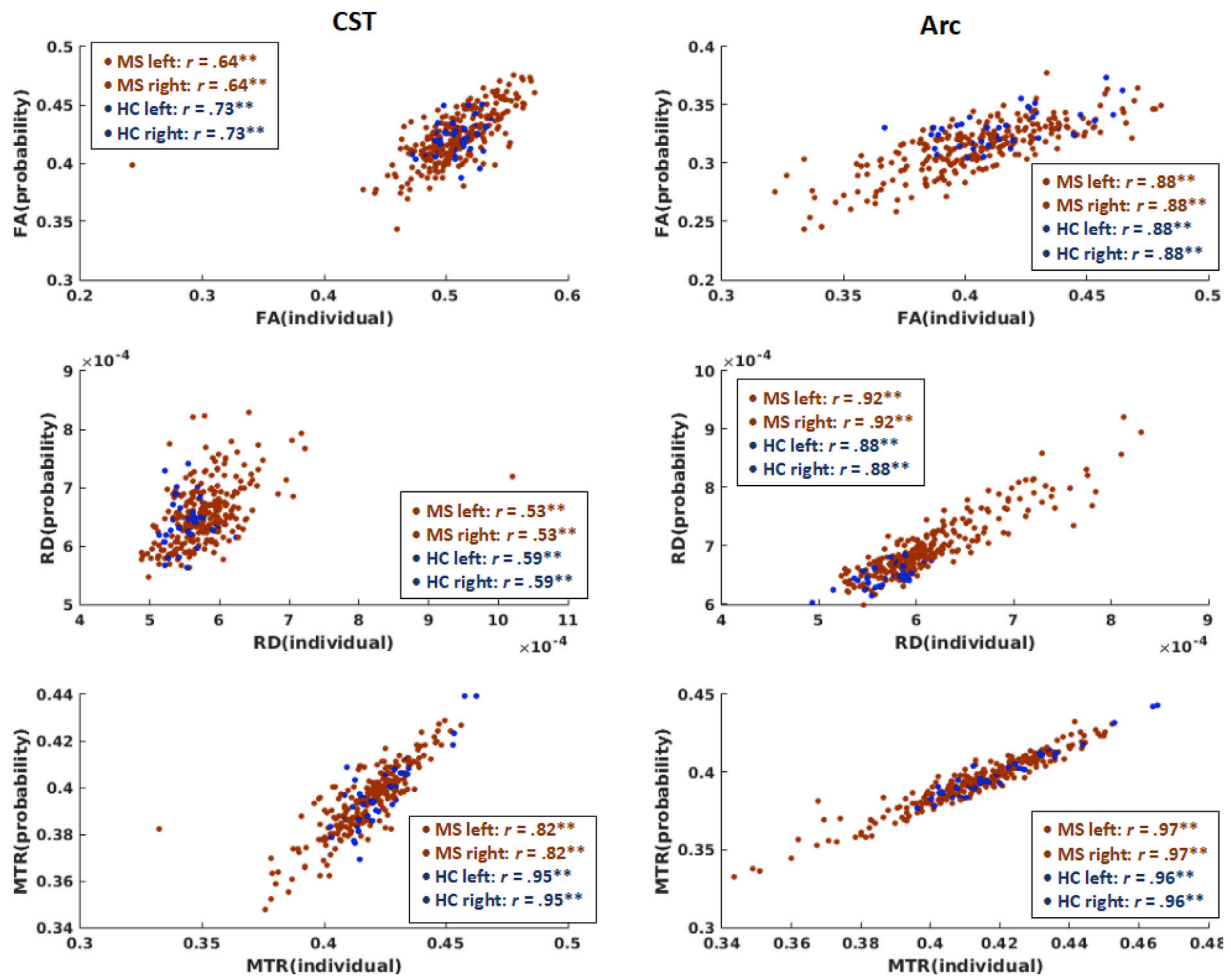 CST
Arc
0.5
0.45
0.4
0.35
0.3
FA(probability)
• MS left: r = .64**
• MS right: r = .64**
• HC left: r = .73**
• HC right: r = .73**
0.2 0.3 0.4 0.5 0.6
FA(individual)
0.4
0.35
0.3
0.25
0.2
FA(probability)
• MS left: r = .88**
• MS right: r = .88**
• HC left: r = .88**
• HC right: r = .88**
0.3 0.35 0.4 0.45 0.5
FA(individual)
×10⁻⁴
9
8
7
6
5
RD(probability)
• MS left: r = .53**
• MS right: r = .53**
• HC left: r = .59**
• HC right: r = .59**
4 5 6 7 8 9 10 11
RD(individual)
×10⁻⁴
×10⁻⁴
10
9
8
7
6
RD(probability)
• MS left: r = .92**
• MS right: r = .92**
• HC left: r = .88**
• HC right: r = .88**
4 5 6 7 8 9
RD(individual)
×10⁻⁴
0.44
0.42
0.4
0.38
0.36
0.34
MTR(probability)
• MS left: r = .82**
• MS right: r = .82**
• HC left: r = .95**
• HC right: r = .95**
0.3 0.35 0.4 0.45 0.5
MTR(individual)
0.45
0.4
0.35
0.3
MTR(probability)
• MS left: r = .97**
• MS right: r = .97**
• HC left: r = .96**
• HC right: r = .96**
0.34 0.36 0.38 0.4 0.42 0.44 0.46 0.48
MTR(individual)